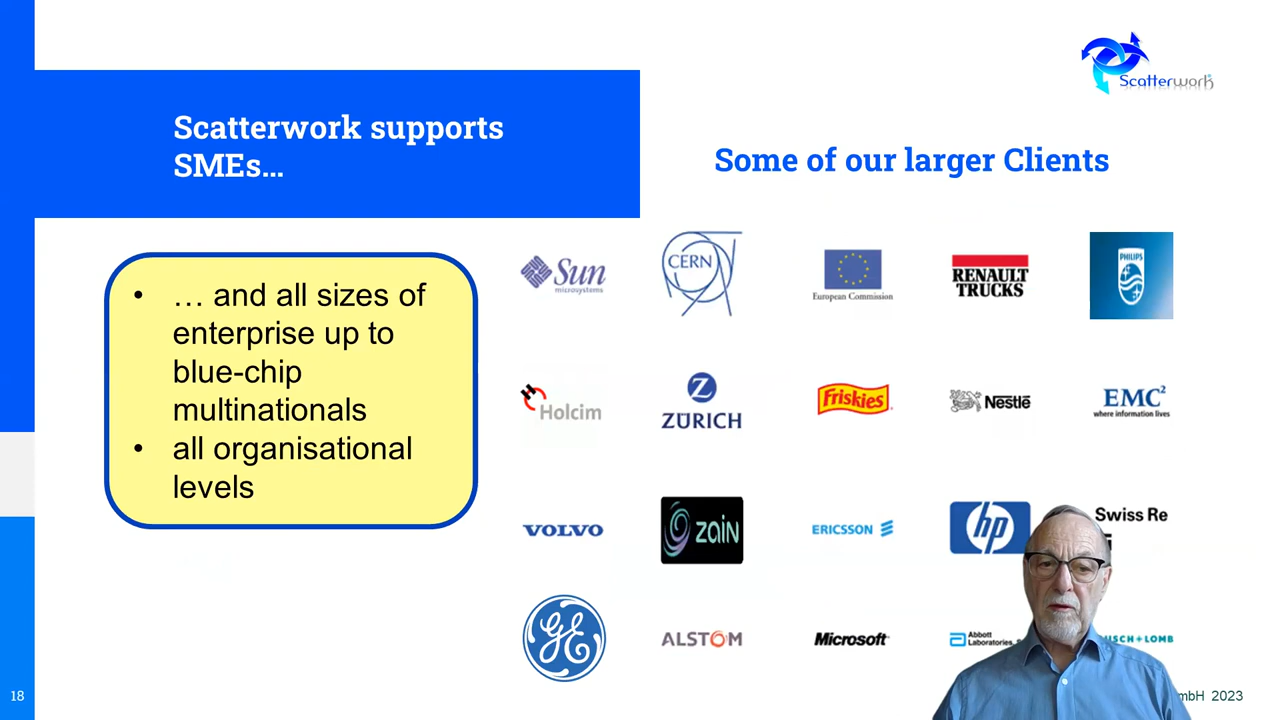 Scatterwork
Scatterwork supports
SMEs…
Some of our larger Clients
• … and all sizes of
enterprise up to
blue-chip
multinationals
• all organisational
levels
Sun
microsystems
CERN
European Commission
RENAULT
TRUCKS
PHILIPS
Holcim
Z
ZURICH
Friskies
Nestlé
EMC²
where information lives
VOLVO
zain
ERICSSON
hp
Swiss Re
GE
ALSTOM
Microsoft
Abbott
Laboratories, S
USCH+LOMB
18
mbH 2023